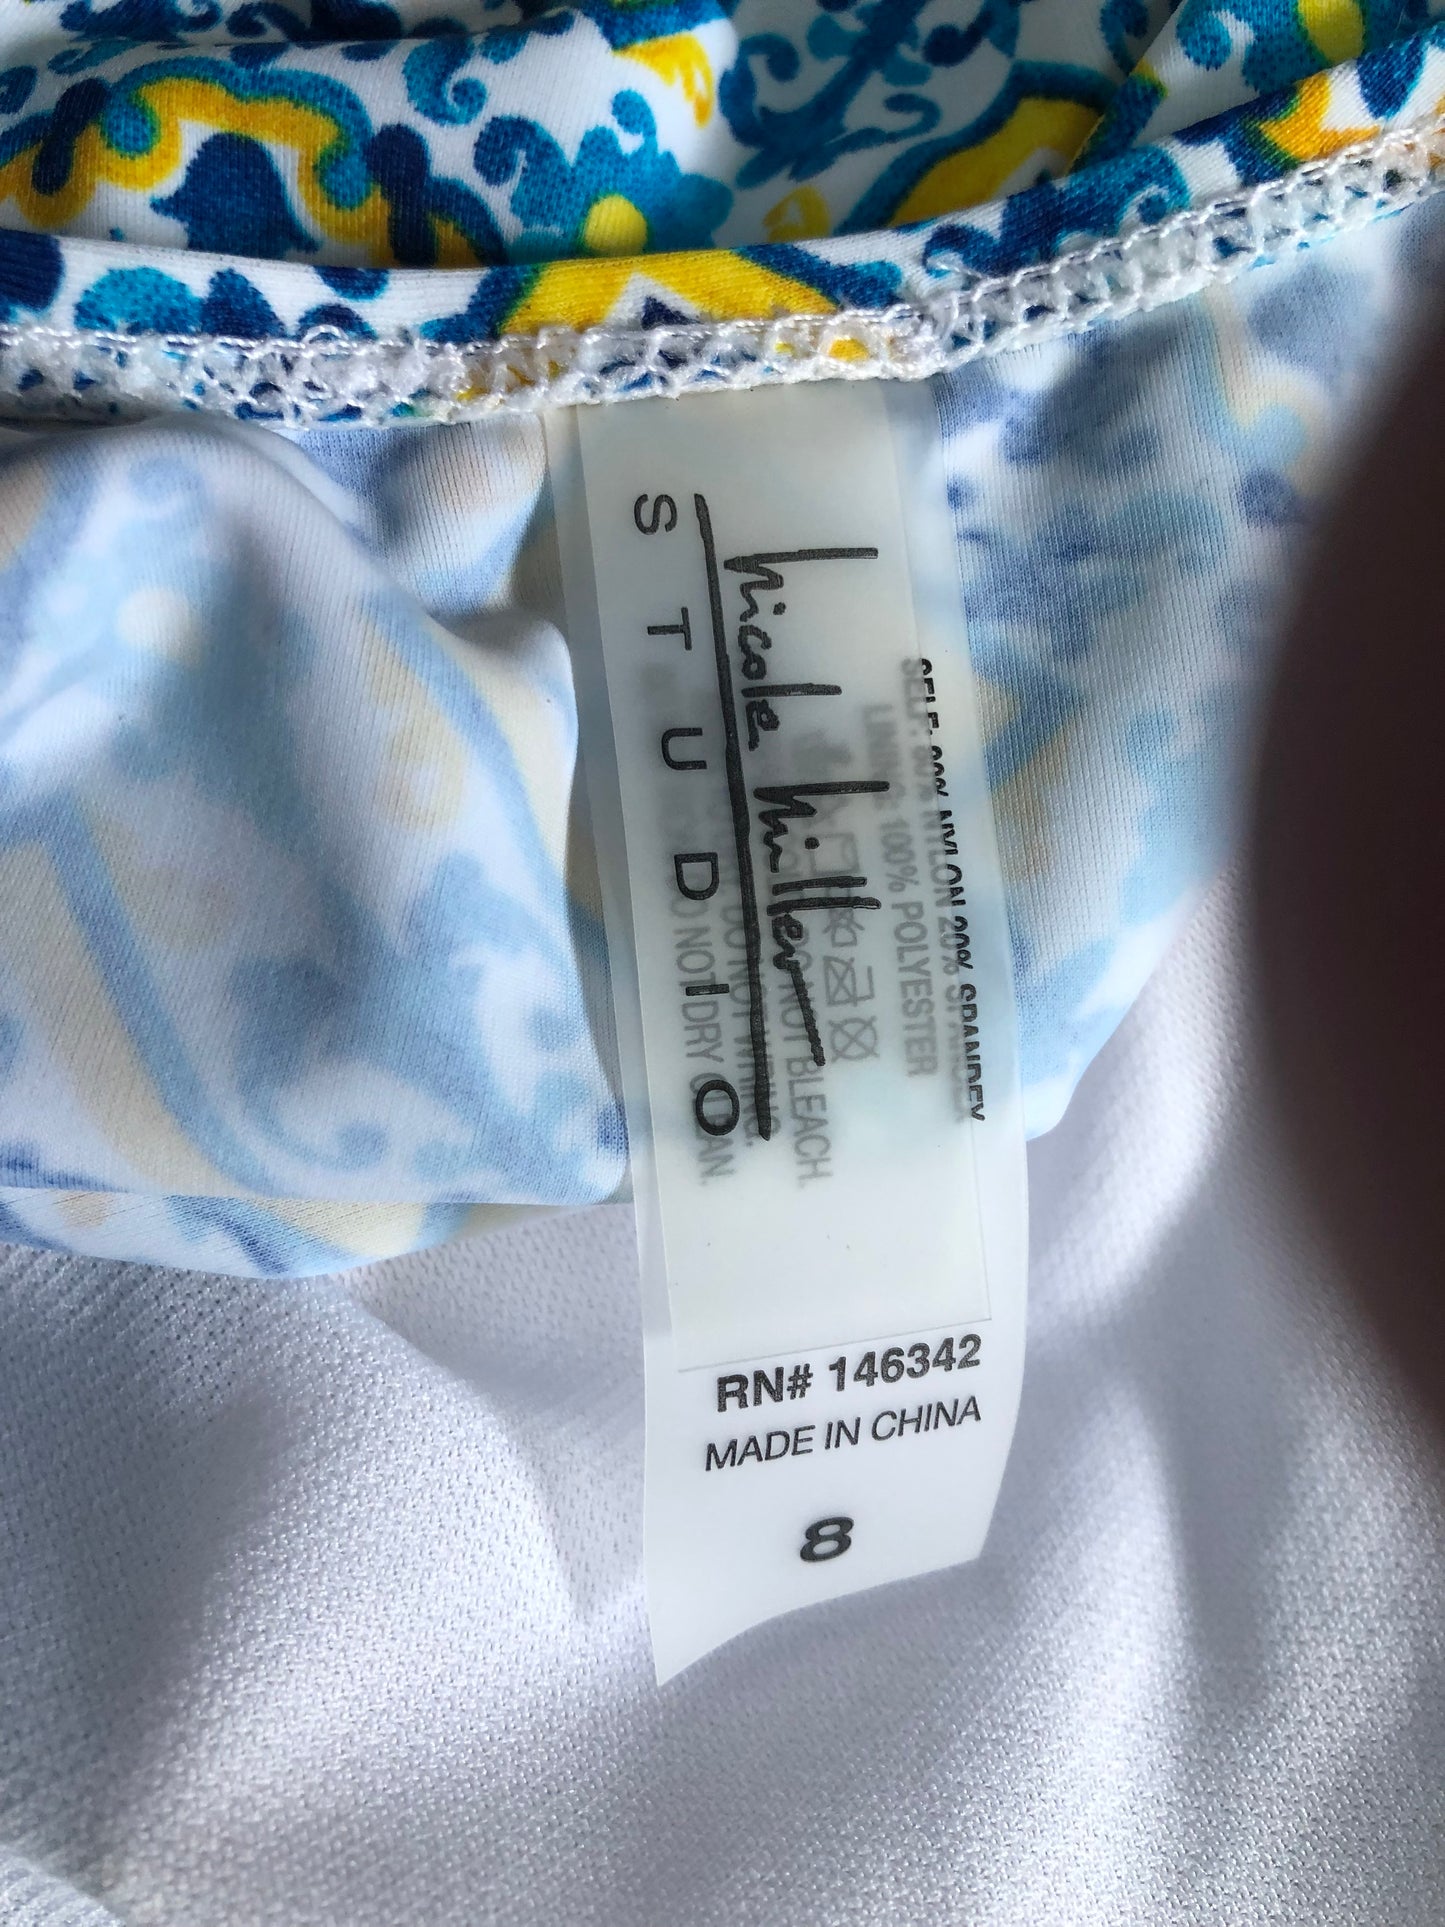 nicole miller
STUDIO
SELF: 80% NYLON 20% SPANDEX
LINING: 100% POLYESTER
DO NOT BLEACH.
DO NOT WRING.
DO NOT DRY CLEAN.
RN# 146342
MADE IN CHINA
8